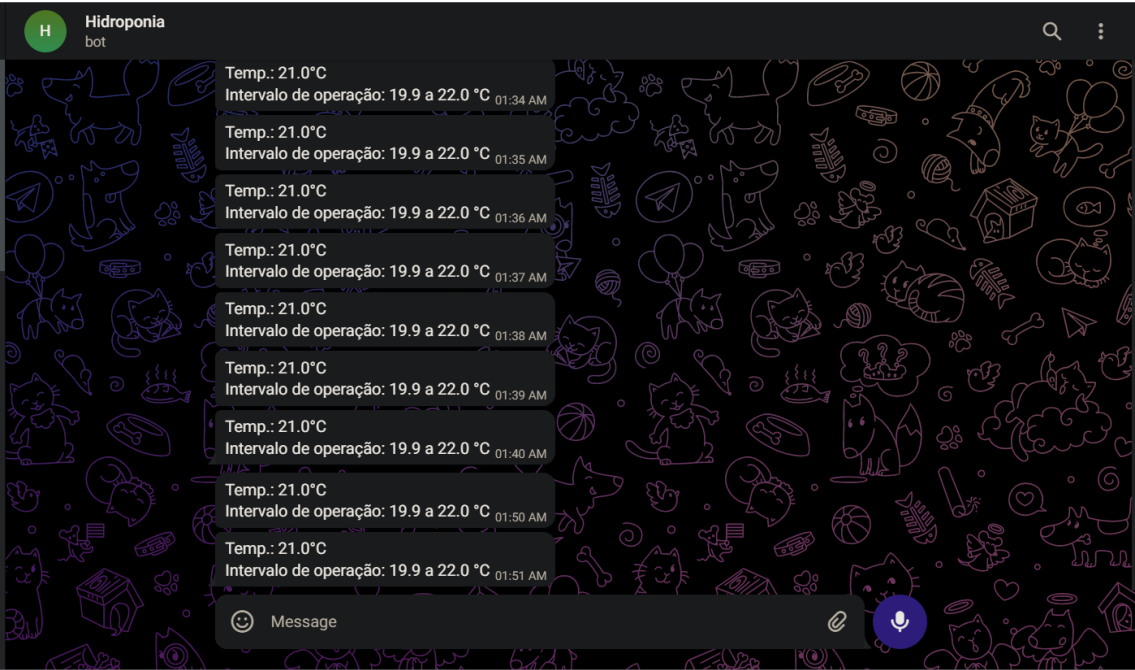 H
Hidroponia
bot
Temp.: 21.0°C
Intervalo de operação: 19.9 a 22.0 °C 01:34 AM
Temp.: 21.0°C
Intervalo de operação: 19.9 a 22.0 °C 01:35 AM
Temp.: 21.0°C
Intervalo de operação: 19.9 a 22.0 °C 01:36 AM
Temp.: 21.0°C
Intervalo de operação: 19.9 a 22.0 °C 01:37 AM
Temp.: 21.0°C
Intervalo de operação: 19.9 a 22.0 °C 01:38 AM
Temp.: 21.0°C
Intervalo de operação: 19.9 a 22.0 °C 01:39 AM
Temp.: 21.0°C
Intervalo de operação: 19.9 a 22.0 °C 01:40 AM
Temp.: 21.0°C
Intervalo de operação: 19.9 a 22.0 °C 01:50 AM
Temp.: 21.0°C
Intervalo de operação: 19.9 a 22.0 °C 01:51 AM
Message